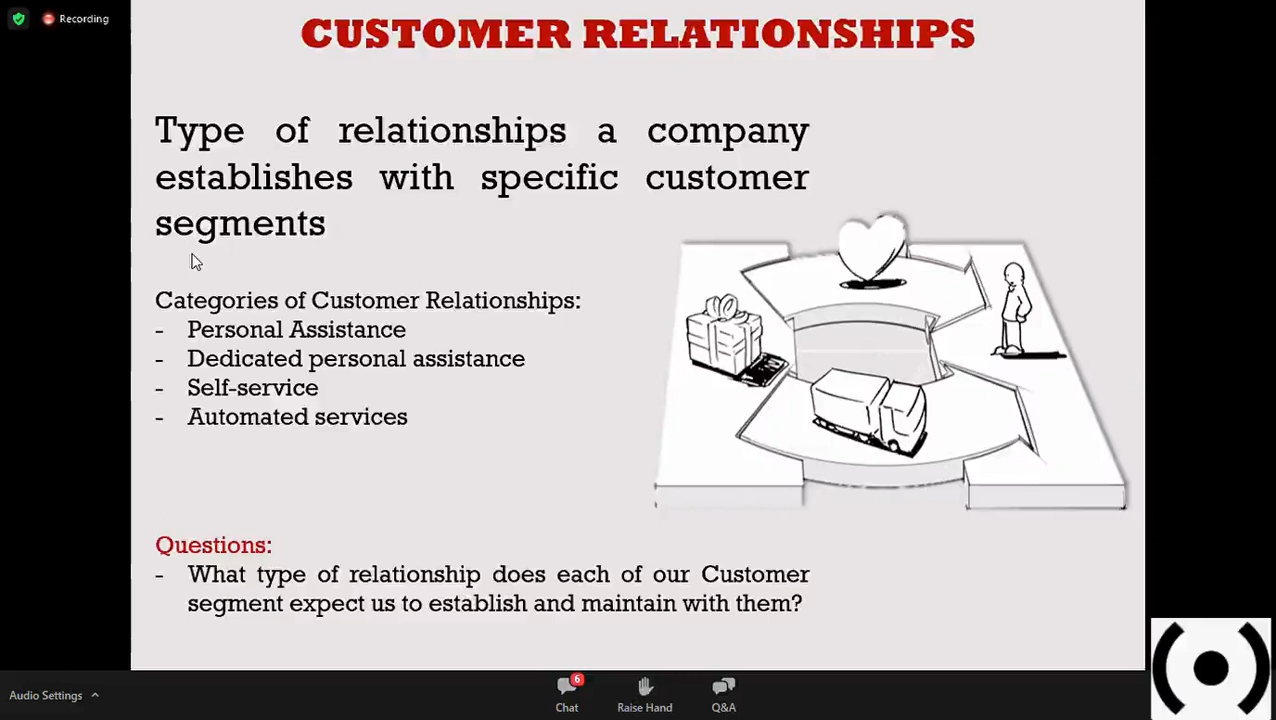 Recording
CUSTOMER RELATIONSHIPS
Type of relationships a company
establishes with specific customer
segments
Categories of Customer Relationships:
- Personal Assistance
- Dedicated personal assistance
- Self-service
- Automated services
Questions:
- What type of relationship does each of our Customer
segment expect us to establish and maintain with them?
Audio Settings
6
Chat
Raise Hand
Q&A